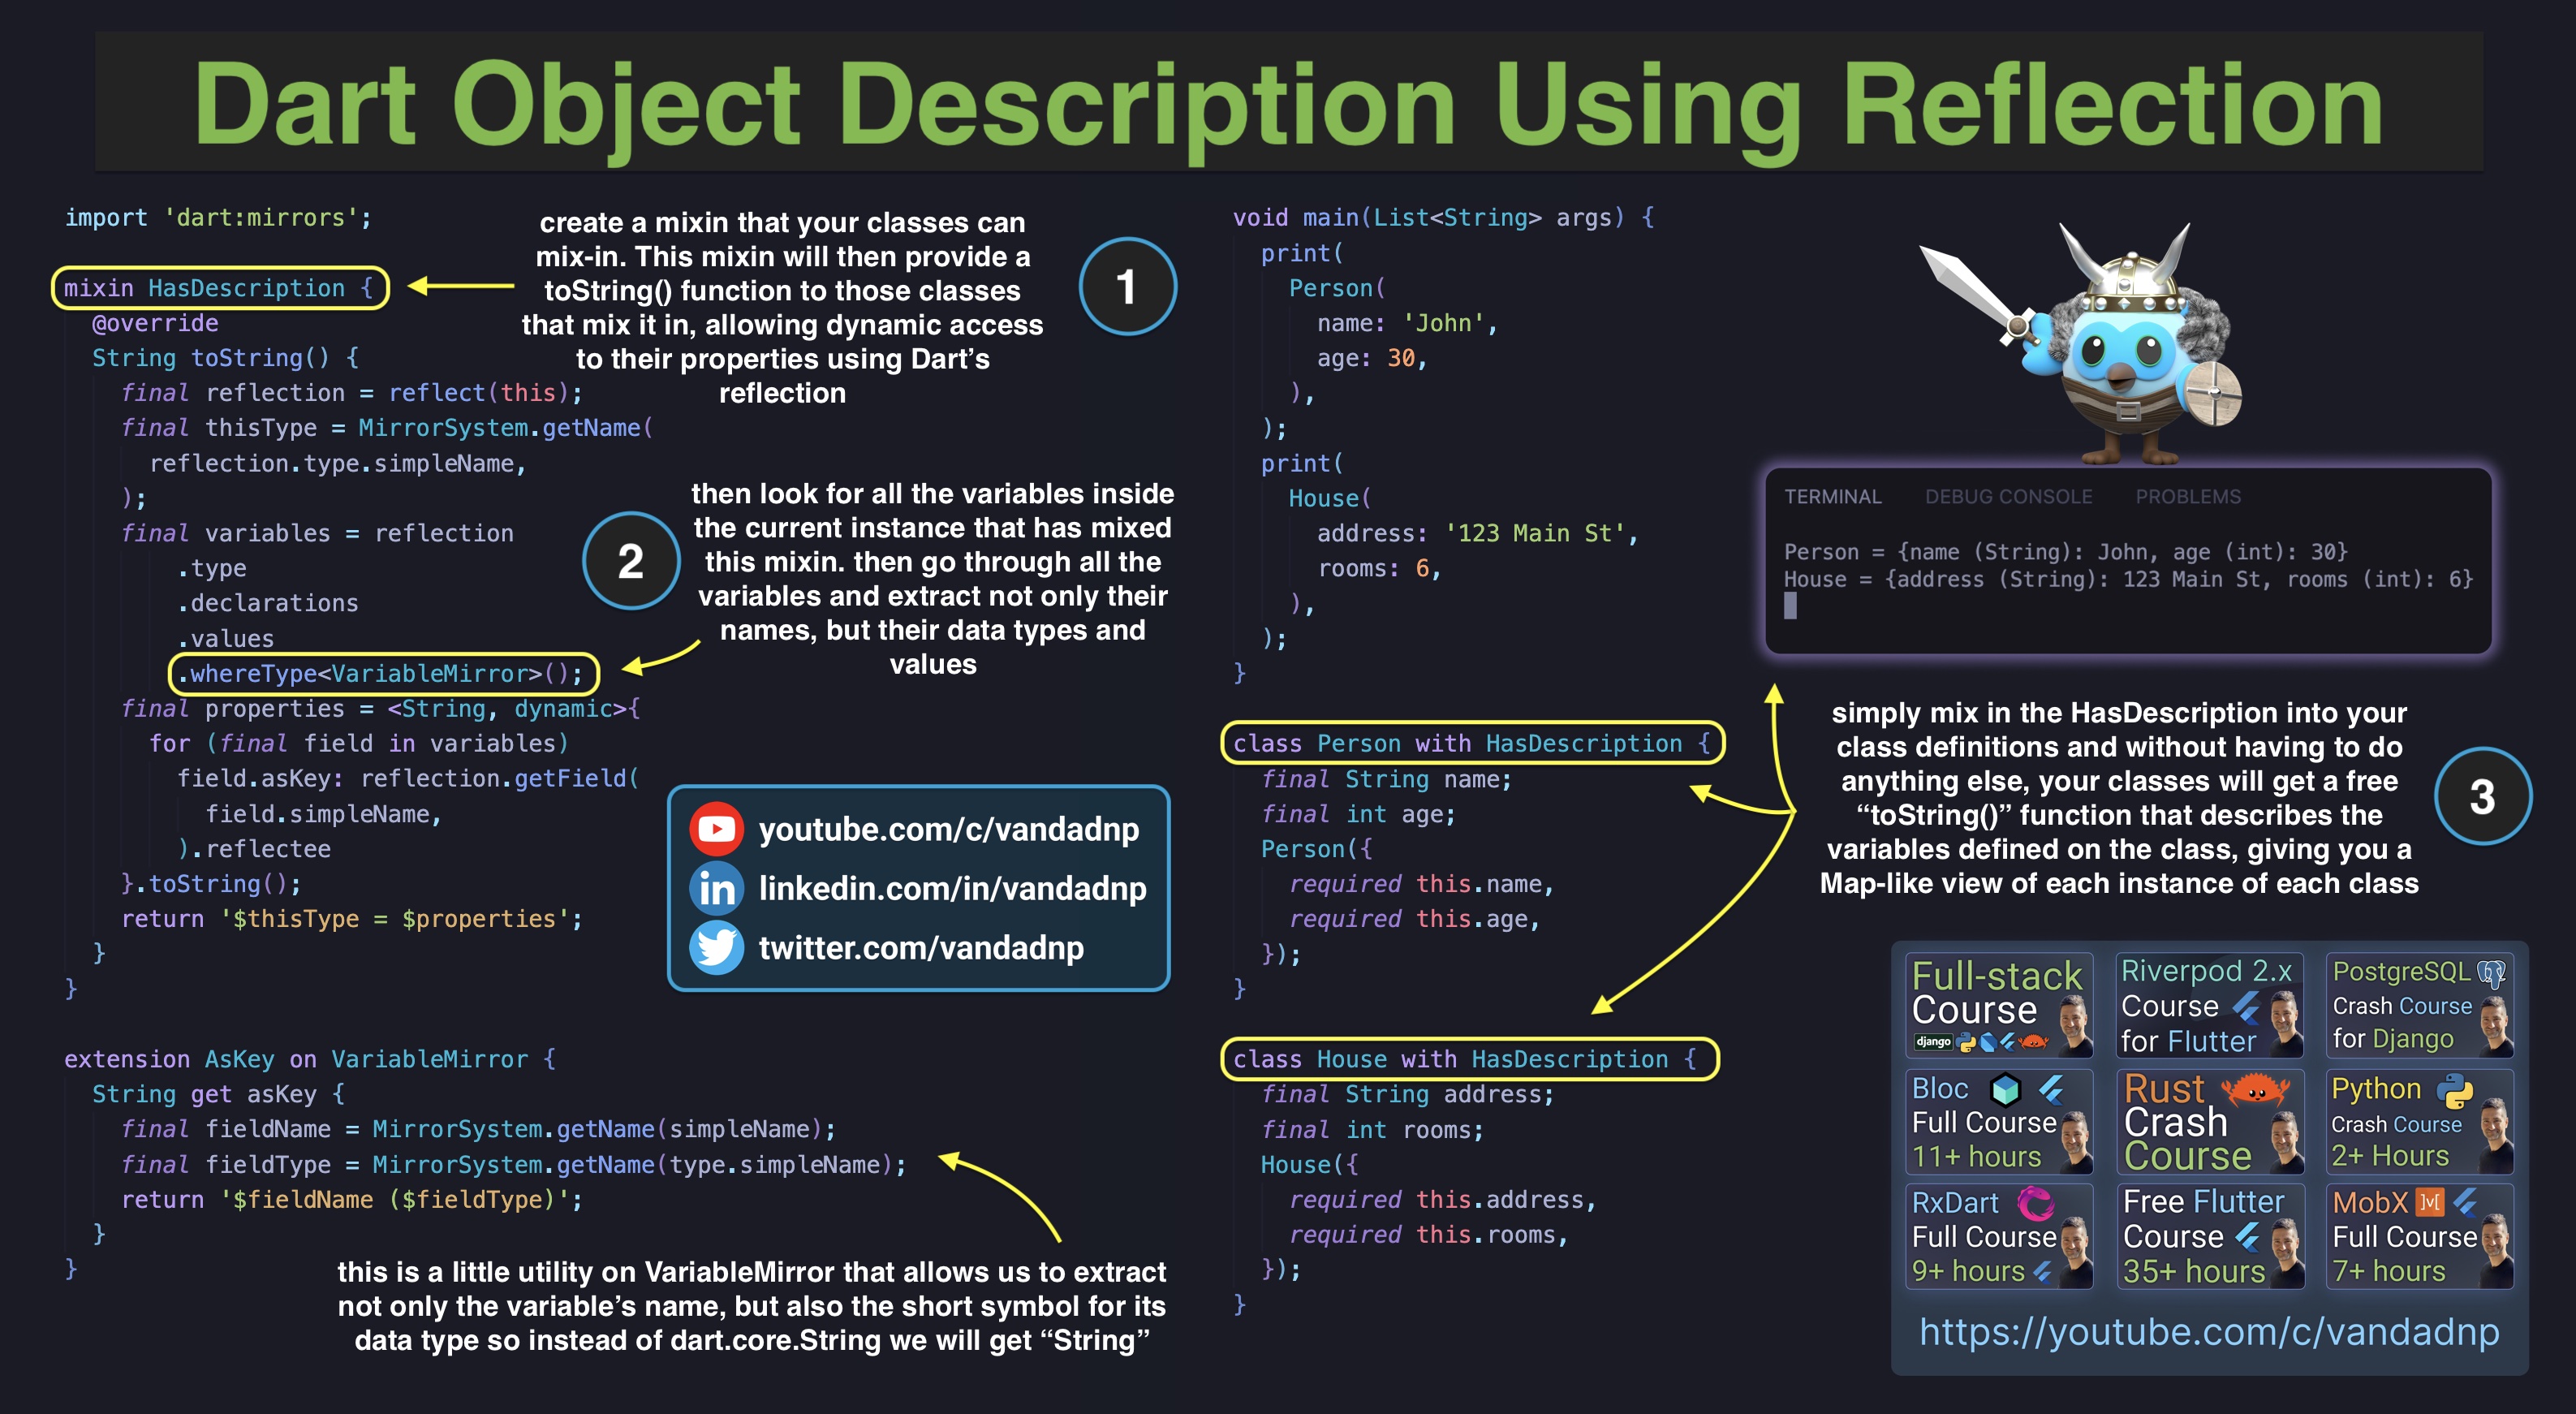 Dart Object Description Using Reflection
import 'dart:mirrors';
mixin HasDescription {
@override
String toString() {
final reflection = reflect(this);
final thisType = MirrorSystem.getName(
reflection.type.simpleName,
);
final variables = reflection
.type
.declarations
.values
.whereType<VariableMirror>();
final properties = <String, dynamic>{
for (final field in variables)
field.asKey: reflection.getField(
field.simpleName,
).reflectee
}.toString();
return '$thisType = $properties';
}
}
extension AsKey on VariableMirror {
String get asKey {
final fieldName = MirrorSystem.getName(simpleName);
final fieldType = MirrorSystem.getName(type.simpleName);
return '$fieldName ($fieldType)';
}
}
create a mixin that your classes can
mix-in. This mixin will then provide a
toString() function to those classes
that mix it in, allowing dynamic access
to their properties using Dart’s
reflection
1
2
then look for all the variables inside
the current instance that has mixed
this mixin. then go through all the
variables and extract not only their
names, but their data types and
values
youtube.com/c/vandadnp
linkedin.com/in/vandadnp
twitter.com/vandadnp
this is a little utility on VariableMirror that allows us to extract
not only the variable’s name, but also the short symbol for its
data type so instead of dart.core.String we will get “String”
void main(List<String> args) {
print(
Person(
name: 'John',
age: 30,
),
);
print(
House(
address: '123 Main St',
rooms: 6,
),
);
}
class Person with HasDescription {
final String name;
final int age;
Person({
required this.name,
required this.age,
});
}
class House with HasDescription {
final String address;
final int rooms;
House({
required this.address,
required this.rooms,
});
}
TERMINAL DEBUG CONSOLE PROBLEMS
Person = {name (String): John, age (int): 30}
House = {address (String): 123 Main St, rooms (int): 6}
simply mix in the HasDescription into your
class definitions and without having to do
anything else, your classes will get a free
“toString()” function that describes the
variables defined on the class, giving you a
Map-like view of each instance of each class
3
Full-stack
Course
django
Riverpod 2.x
Course
for Flutter
PostgreSQL
Crash Course
for Django
Bloc
Full Course
11+ hours
Rust
Crash
Course
Python
Crash Course
2+ Hours
RxDart
Full Course
9+ hours
Free Flutter
Course
35+ hours
MobX ]v[
Full Course
7+ hours
https://youtube.com/c/vandadnp